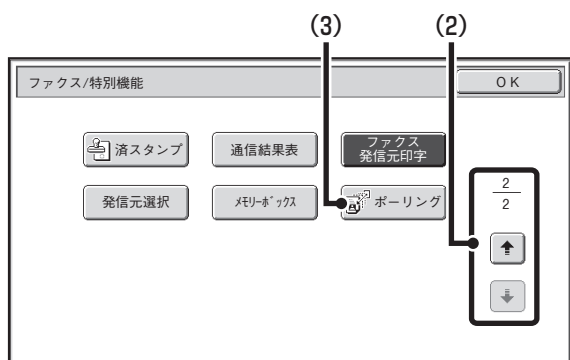 (3) (2)
ファクス/特別機能 OK
済スタンプ 通信結果表 ファクス
発信元印字
発信元選択 ﾒﾓﾘｰﾎﾞｯｸｽ ポーリング
2
2